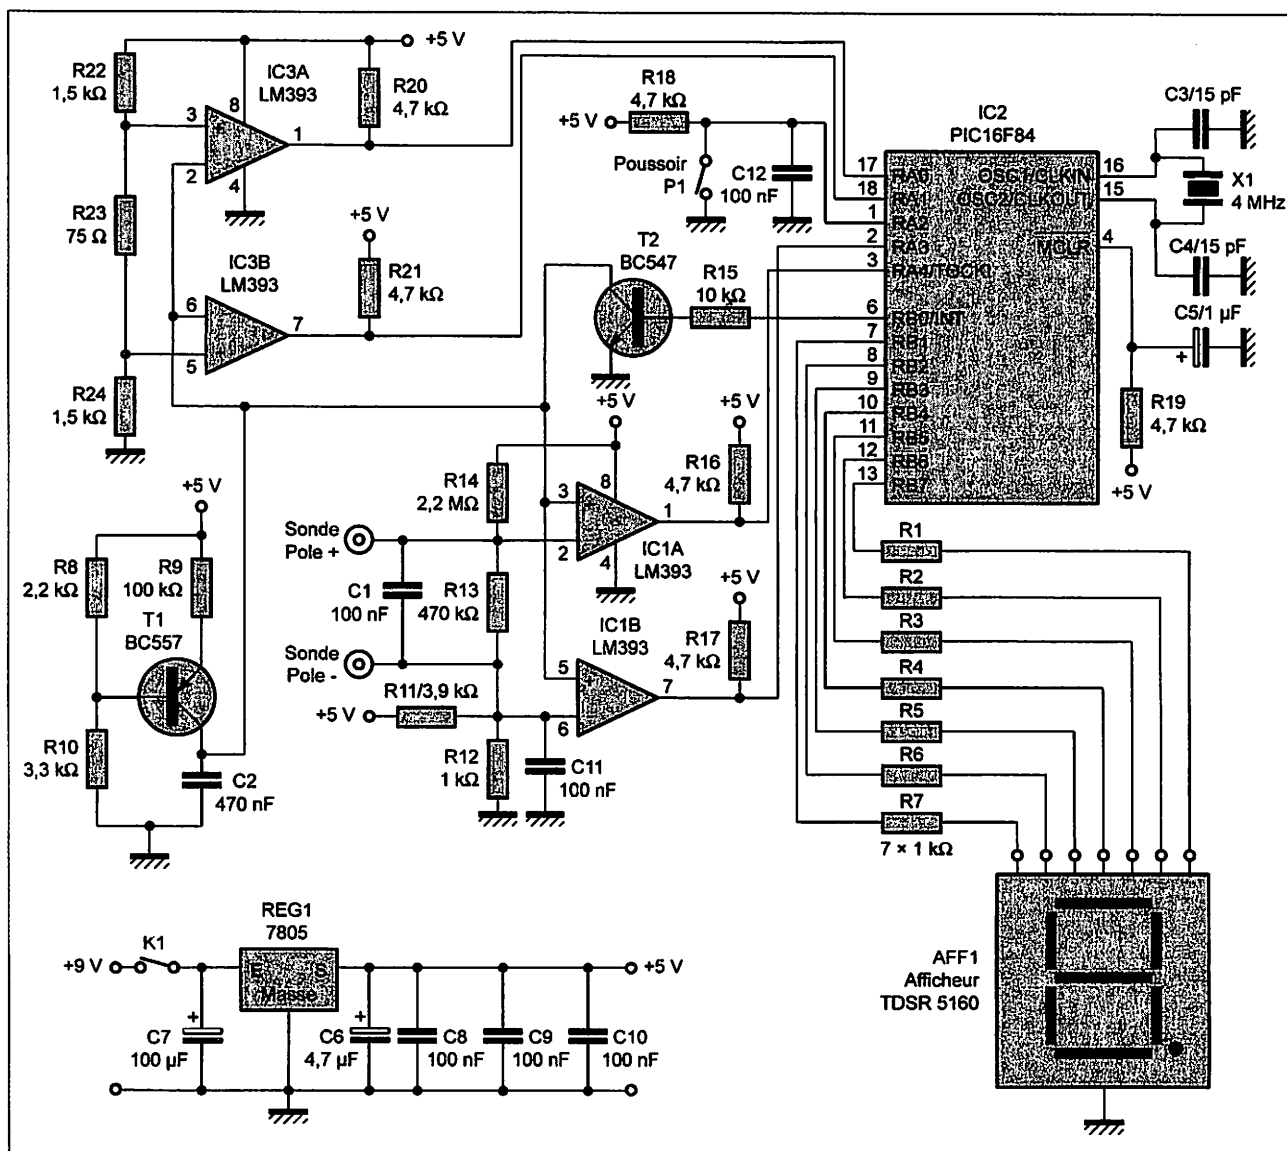 +5 V
R22
1,5 kΩ
IC3A
LM393
R20
4,7 kΩ
3
8
1
2
4
R23
75 Ω
+5 V
IC3B
LM393
R21
4,7 kΩ
6
7
5
R24
1,5 kΩ
R18
4,7 kΩ
+5 V
Poussoir
P1
C12
100 nF
T2
BC547
R15
10 kΩ
IC2
PIC16F84
17
RA0
18
RA1
1
RA2
2
RA3
3
RA4/TOCKI
6
RB0/INT
7
RB1
8
RB2
9
RB3
10
RB4
11
RB5
12
RB6
13
RB7
OSC1/CLKIN
16
OSC2/CLKOUT
15
MCLR
4
C3/15 pF
X1
4 MHz
C4/15 pF
C5/1 µF
+
R19
4,7 kΩ
+5 V
+5 V
R8
2,2 kΩ
R9
100 kΩ
T1
BC557
R10
3,3 kΩ
C2
470 nF
+5 V
+5 V
R14
2,2 MΩ
R16
4,7 kΩ
Sonde
Pole +
3
8
1
2
4
IC1A
LM393
C1
100 nF
R13
470 kΩ
+5 V
IC1B
LM393
R17
4,7 kΩ
Sonde
Pole -
5
+
7
6
R11/3,9 kΩ
+5 V
R12
1 kΩ
C11
100 nF
R1
R2
R3
R4
R5
R6
R7
7 × 1 kΩ
AFF1
Afficheur
TDSR 5160
REG1
7805
K1
+9 V
E
S
Masse
+5 V
+
C7
100 µF
+
C6
4,7 µF
C8
100 nF
C9
100 nF
C10
100 nF